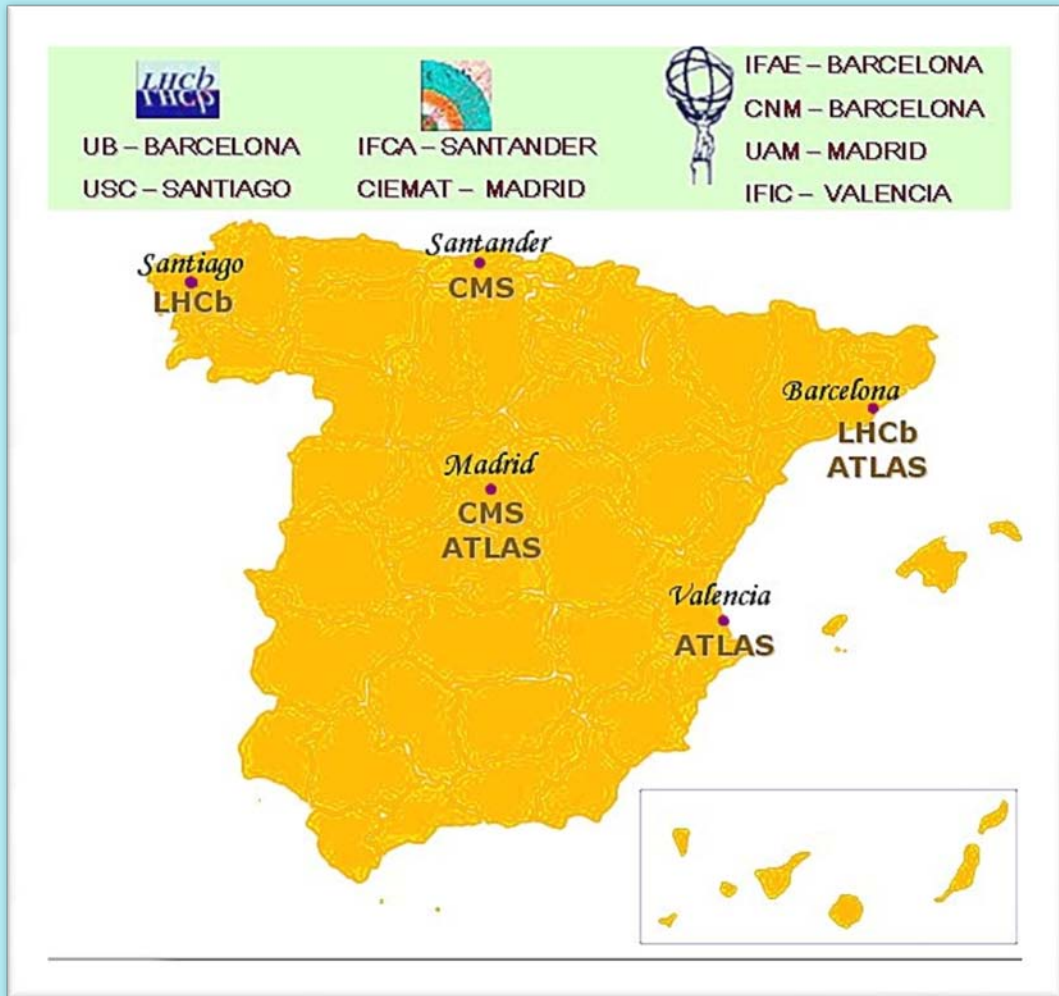 LHCb
UB – BARCELONA
USC – SANTIAGO
IFCA – SANTANDER
CIEMAT – MADRID
IFAE – BARCELONA
CNM – BARCELONA
UAM – MADRID
IFIC – VALENCIA
Santiago
LHCb
Santander
CMS
Barcelona
LHCb
ATLAS
Madrid
CMS
ATLAS
Valencia
ATLAS